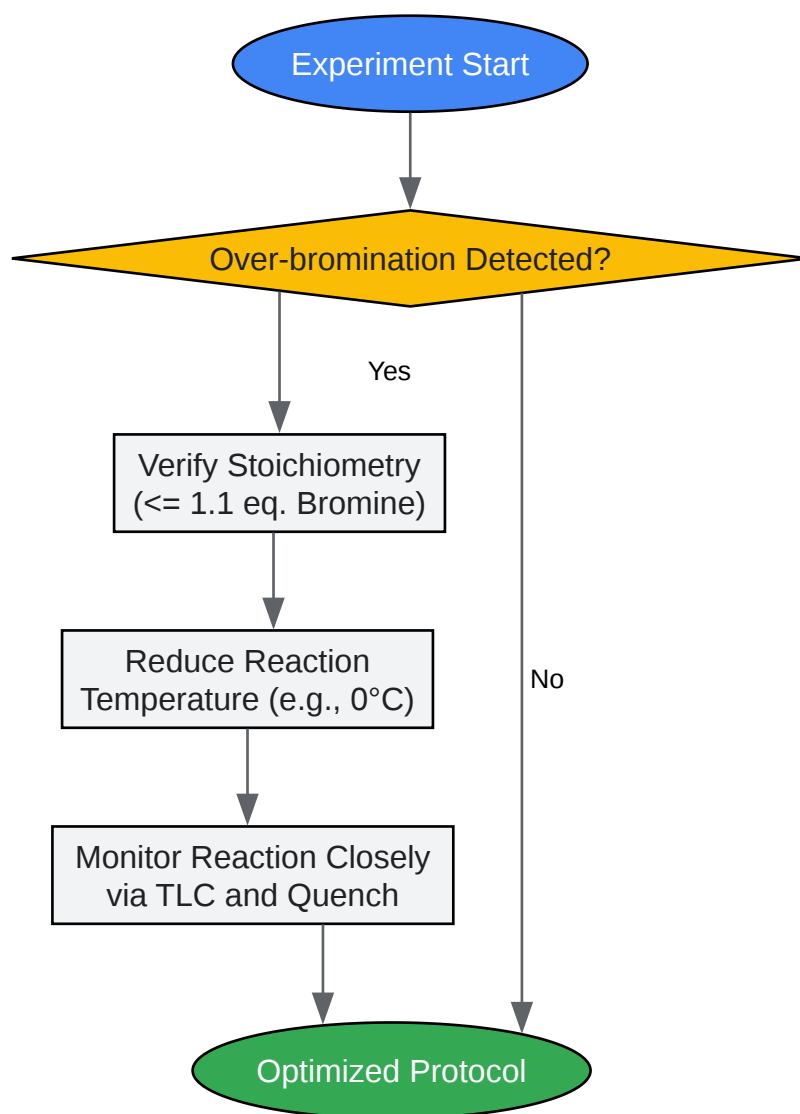 Experiment Start
Over-bromination Detected?
Yes
Verify Stoichiometry
(<= 1.1 eq. Bromine)
Reduce Reaction
Temperature (e.g., 0°C)
No
Monitor Reaction Closely
via TLC and Quench
Optimized Protocol